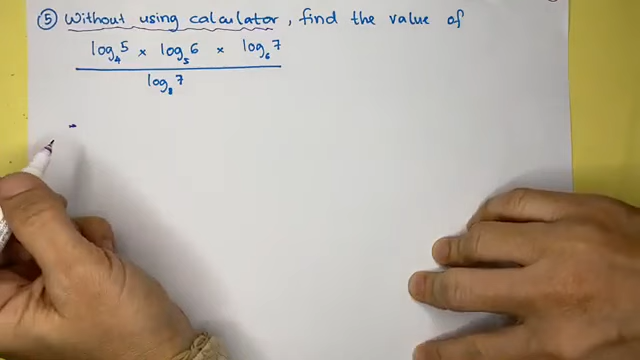 ⑤ Without using calculator, find the value of
log₄5 × log₅6 × log₆7
log₈7